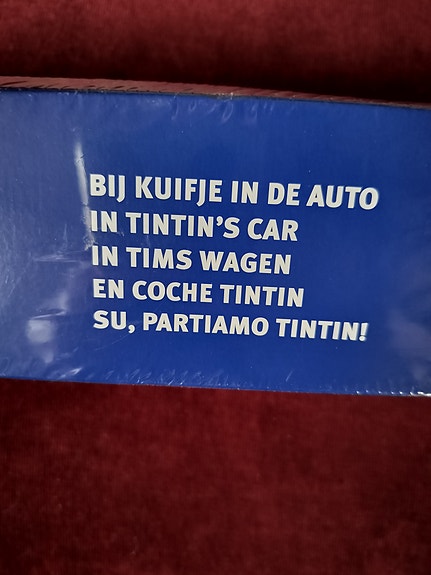 BIJ KUIFJE IN DE AUTO
IN TINTIN'S CAR
IN TIMS WAGEN
EN COCHE TINTIN
SU, PARTIAMO TINTIN!